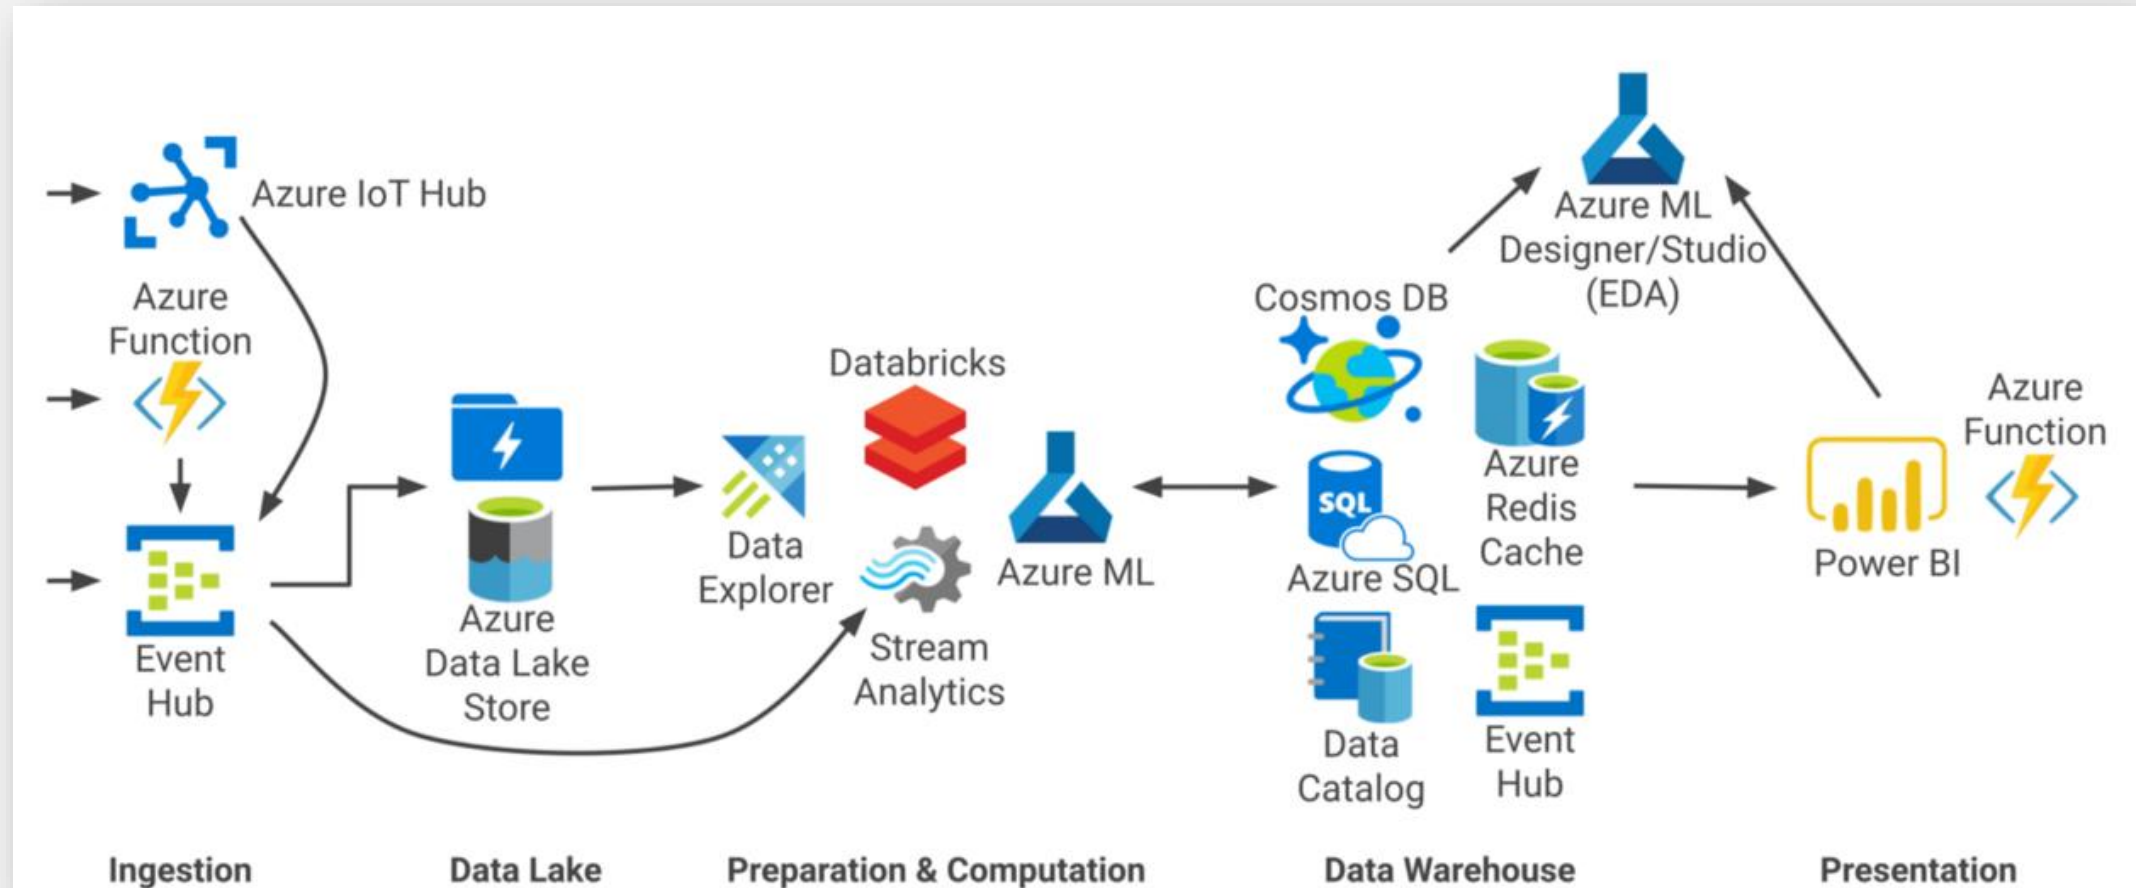 Azure IoT Hub
Azure
Function
Event
Hub
Azure
Data Lake
Store
Databricks
Data
Explorer
Stream
Analytics
Azure ML
Cosmos DB
SQL
Azure SQL
Azure
Redis
Cache
Data
Catalog
Event
Hub
Azure ML
Designer/Studio
(EDA)
Power BI
Azure
Function
Ingestion
Data Lake
Preparation & Computation
Data Warehouse
Presentation